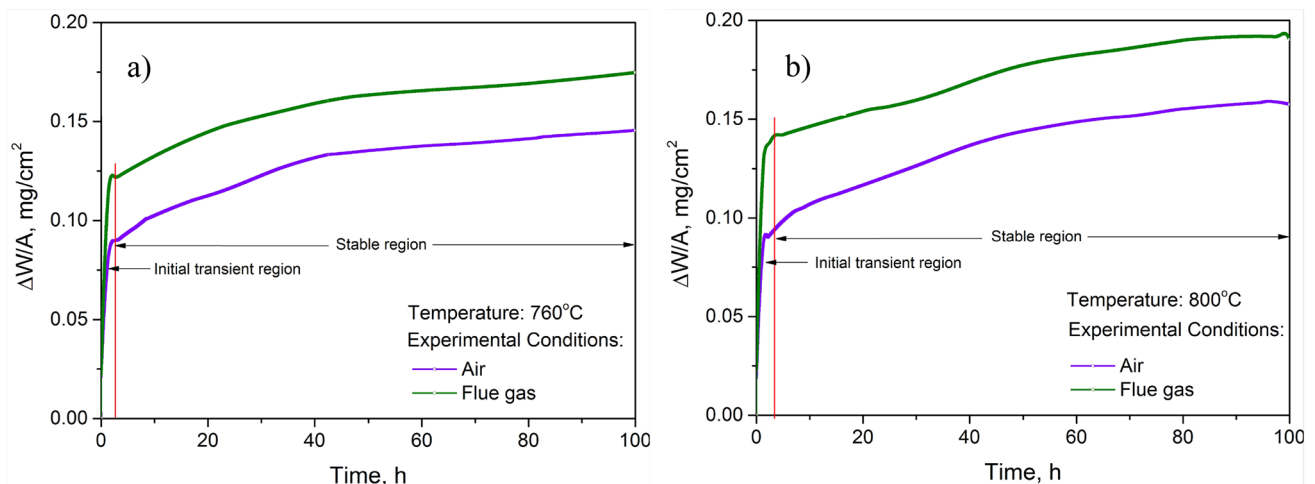 a)
0.20
0.15
0.10
0.05
0.00
ΔW/A, mg/cm²
Stable region
Initial transient region
Temperature: 760°C
Experimental Conditions:
Air
Flue gas
0 20 40 60 80 100
Time, h
b)
0.20
0.15
0.10
0.05
0.00
ΔW/A, mg/cm²
Stable region
Initial transient region
Temperature: 800°C
Experimental Conditions:
Air
Flue gas
0 20 40 60 80 100
Time, h